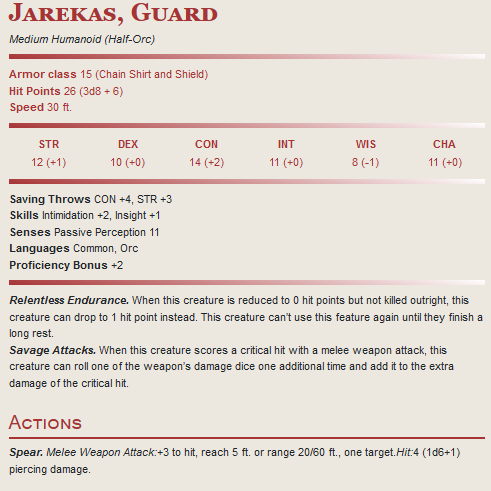 Jarekas, Guard
Medium Humanoid (Half-Orc)
Armor class 15 (Chain Shirt and Shield)
Hit Points 26 (3d8 + 6)
Speed 30 ft.
STR DEX CON INT WIS CHA
12 (+1) 10 (+0) 14 (+2) 11 (+0) 8 (-1) 11 (+0)
Saving Throws CON +4, STR +3
Skills Intimidation +2, Insight +1
Senses Passive Perception 11
Languages Common, Orc
Proficiency Bonus +2
Relentless Endurance. When this creature is reduced to 0 hit points but not killed outright, this
creature can drop to 1 hit point instead. This creature can't use this feature again until they finish a
long rest.
Savage Attacks. When this creature scores a critical hit with a melee weapon attack, this
creature can roll one of the weapon's damage dice one additional time and add it to the extra
damage of the critical hit.
Actions
Spear. Melee Weapon Attack:+3 to hit, reach 5 ft. or range 20/60 ft., one target.Hit:4 (1d6+1)
piercing damage.